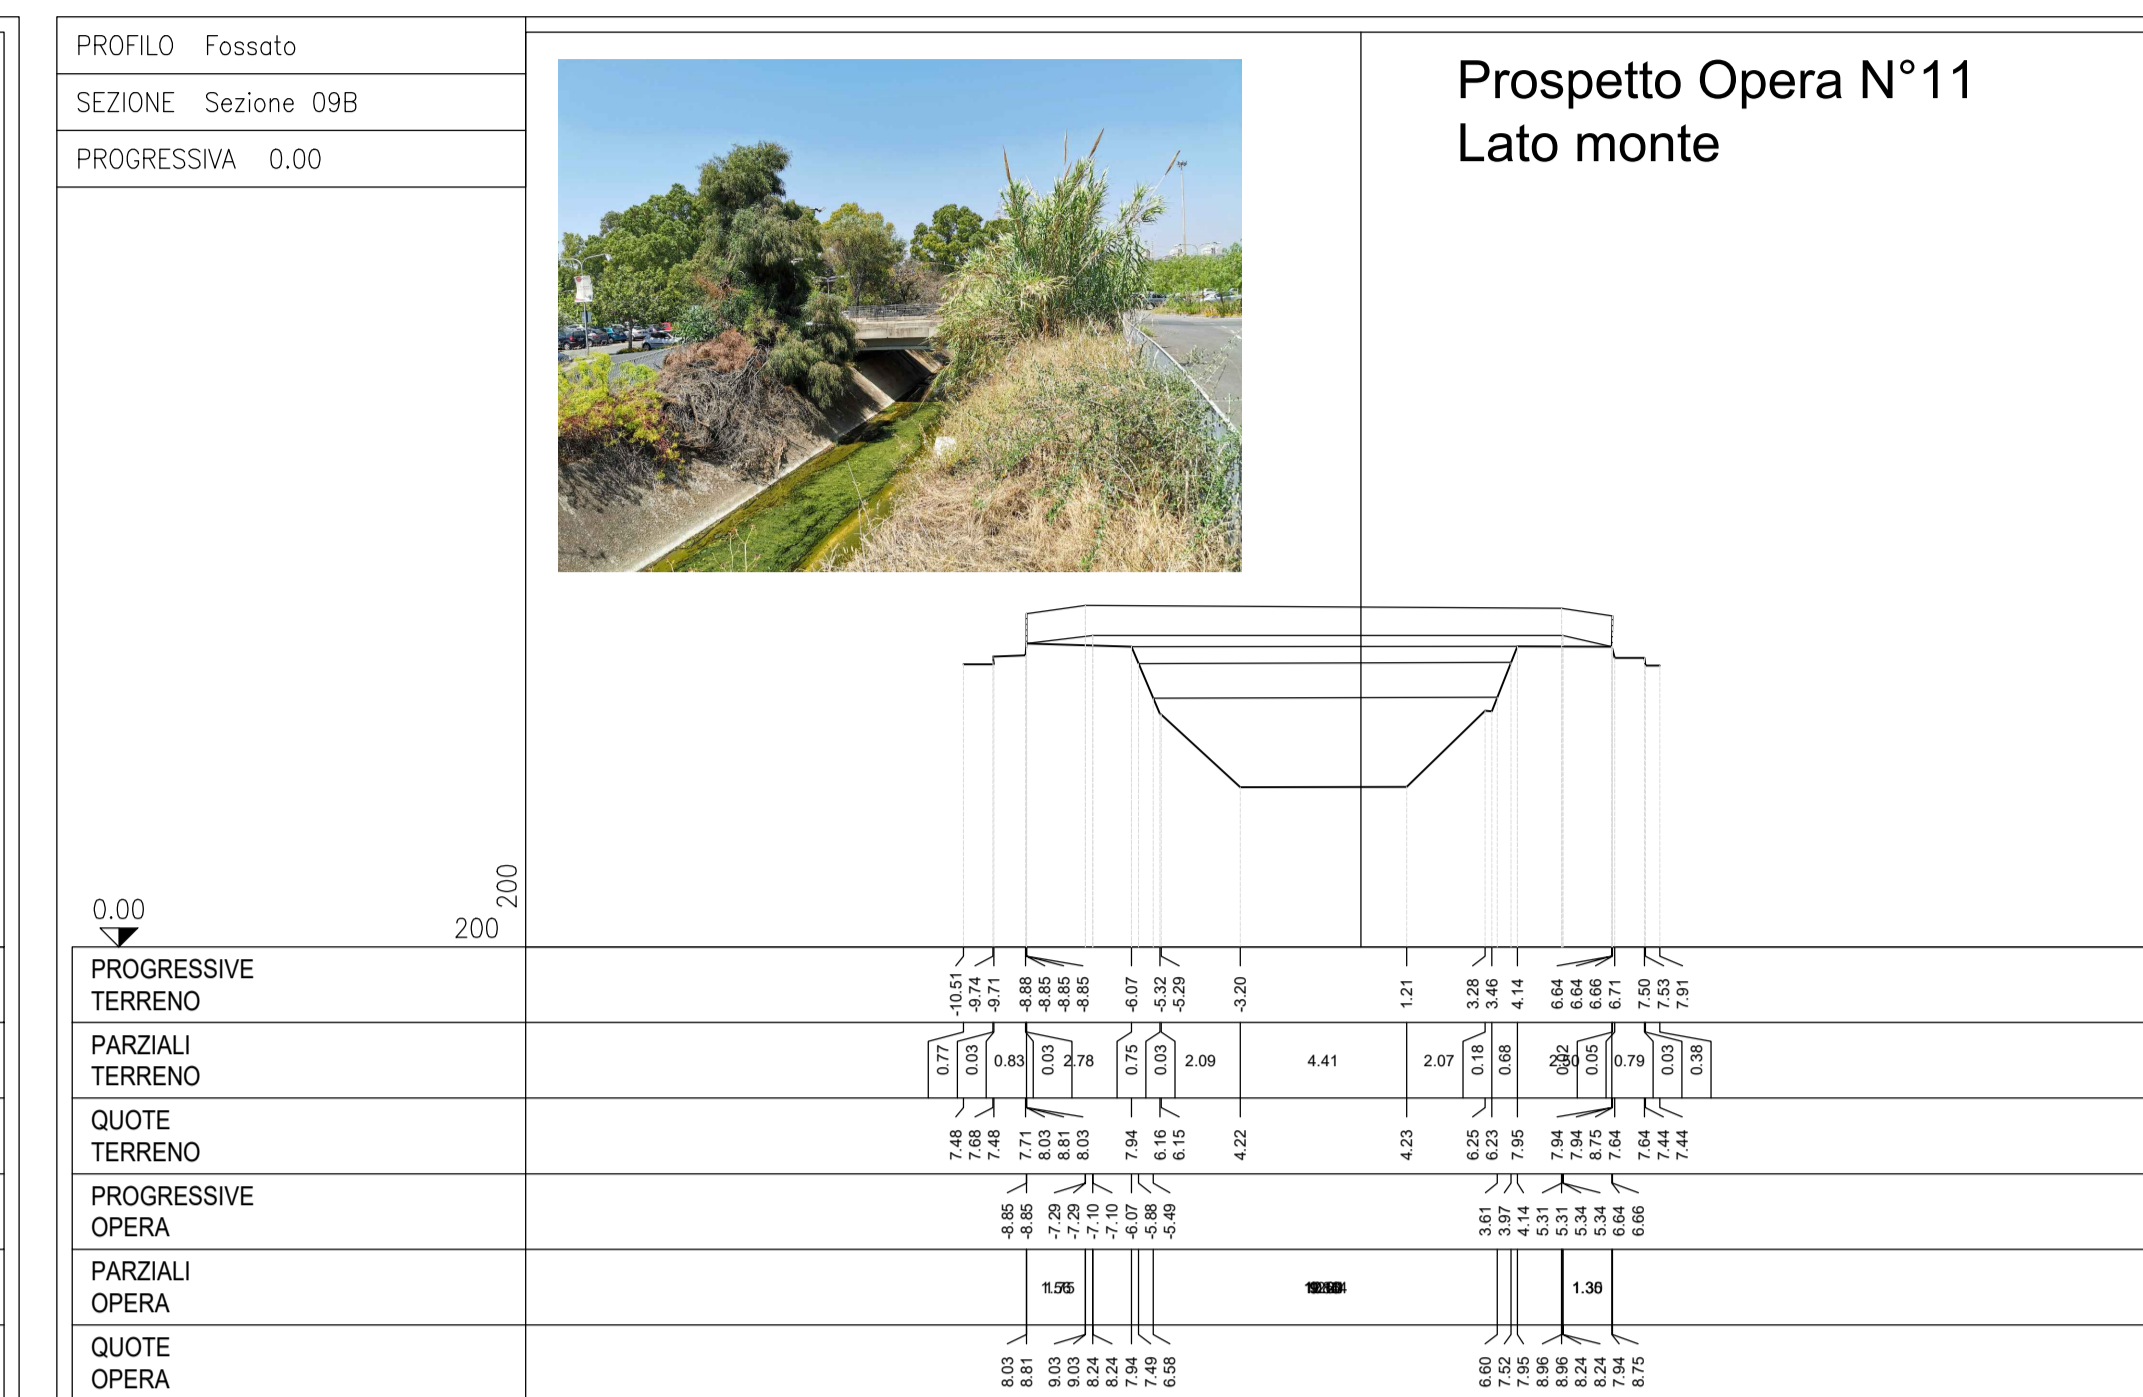 PROFILO Fossato
SEZIONE Sezione 09B
PROGRESSIVA 0.00
Prospetto Opera N°11
Lato monte
200
0.00
200
PROGRESSIVE
TERRENO
-10.51 -9.74 -9.71 -8.88 -8.85 -8.85 -8.85 -6.07 -5.32 -5.29 -3.20 1.21 3.28 3.46 4.14 6.64 6.64 6.66 6.71 7.50 7.53 7.91
PARZIALI
TERRENO
0.77 0.03 0.83 0.03 2.78 0.75 0.03 2.09 4.41 2.07 0.18 0.68 0.05 0.79 0.03 0.38
QUOTE
TERRENO
7.48 7.68 7.48 7.71 8.03 8.81 8.03 7.94 6.16 6.15 4.22 4.23 6.25 6.23 7.95 7.94 7.94 8.75 7.64 7.64 7.44 7.44
PROGRESSIVE
OPERA
-8.85 -8.85 -7.29 -7.29 -7.10 -7.10 -6.07 -5.88 -5.49 3.61 3.97 4.14 5.31 5.31 5.34 5.34 6.64 6.66
PARZIALI
OPERA
QUOTE
OPERA
8.03 8.81 9.03 9.03 8.24 8.24 7.94 7.49 6.58 6.60 7.52 7.95 8.96 8.96 8.24 8.24 7.94 8.75